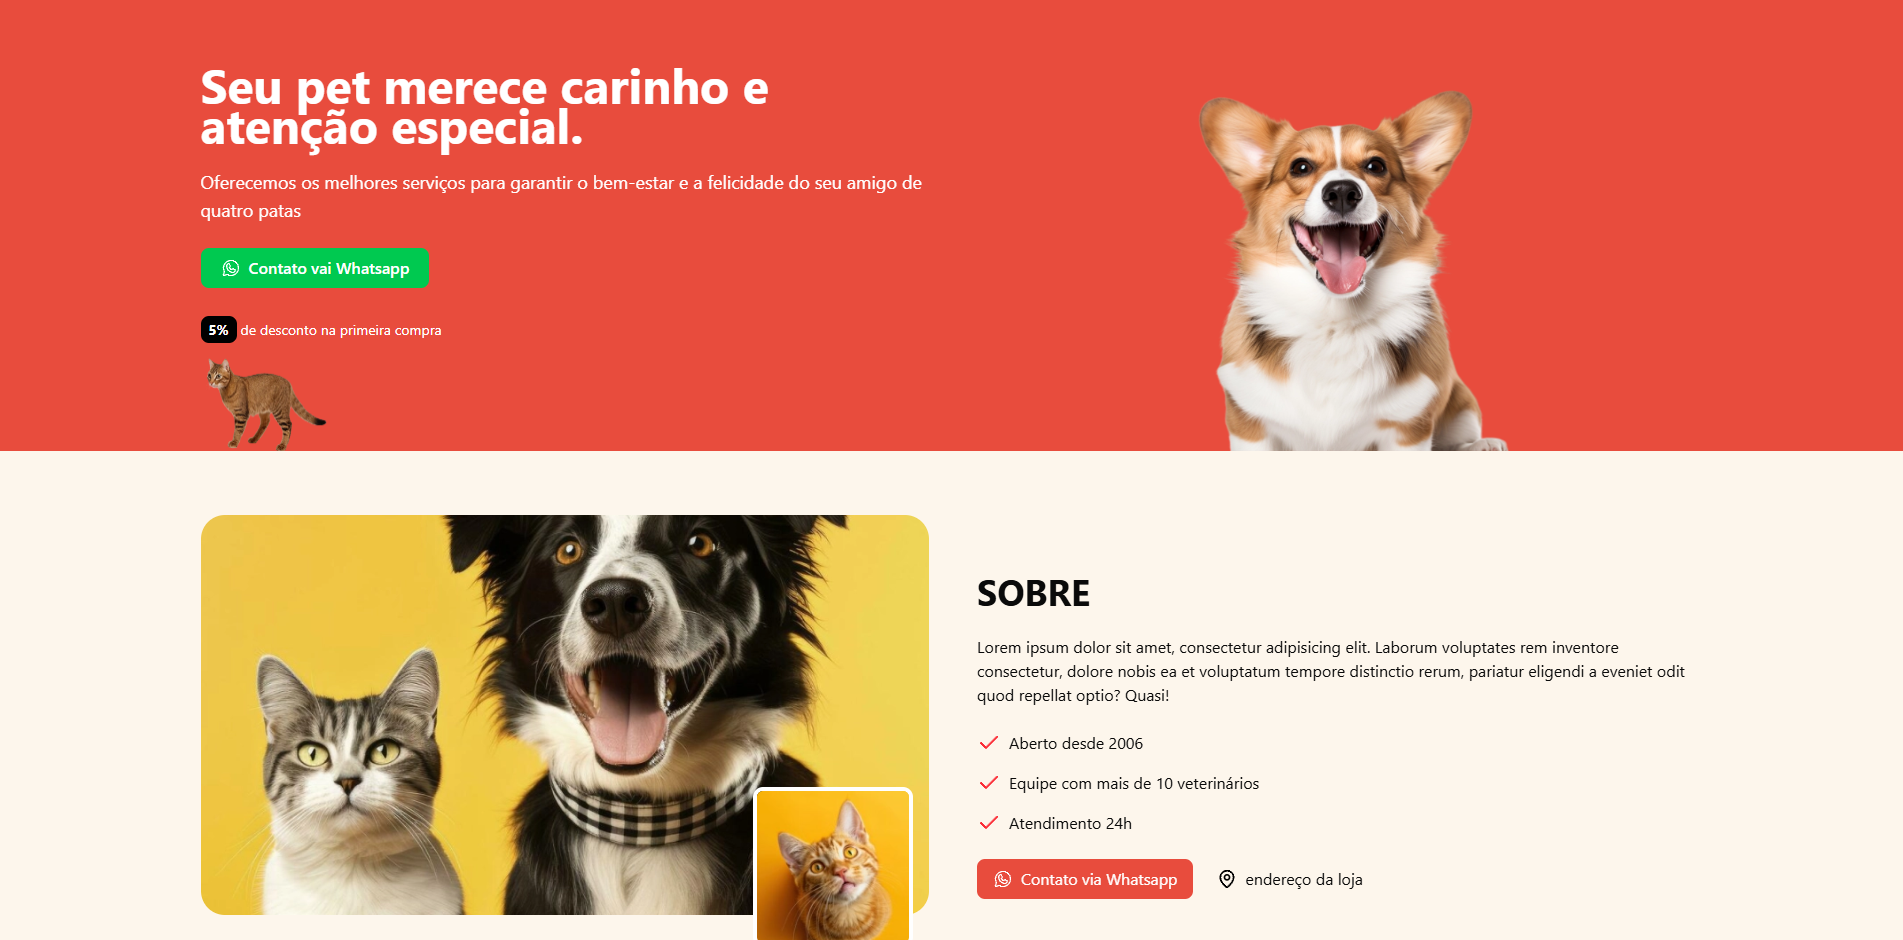 Seu pet merece carinho e
atenção especial.
Oferecemos os melhores serviços para garantir o bem-estar e a felicidade do seu amigo de
quatro patas
Contato vai Whatsapp
5% de desconto na primeira compra
SOBRE
Lorem ipsum dolor sit amet, consectetur adipisicing elit. Laborum voluptates rem inventore
consectetur, dolore nobis ea et voluptatum tempore distinctio rerum, pariatur eligendi a eveniet odit
quod repellat optio? Quasi!
Aberto desde 2006
Equipe com mais de 10 veterinários
Atendimento 24h
Contato via Whatsapp
endereço da loja